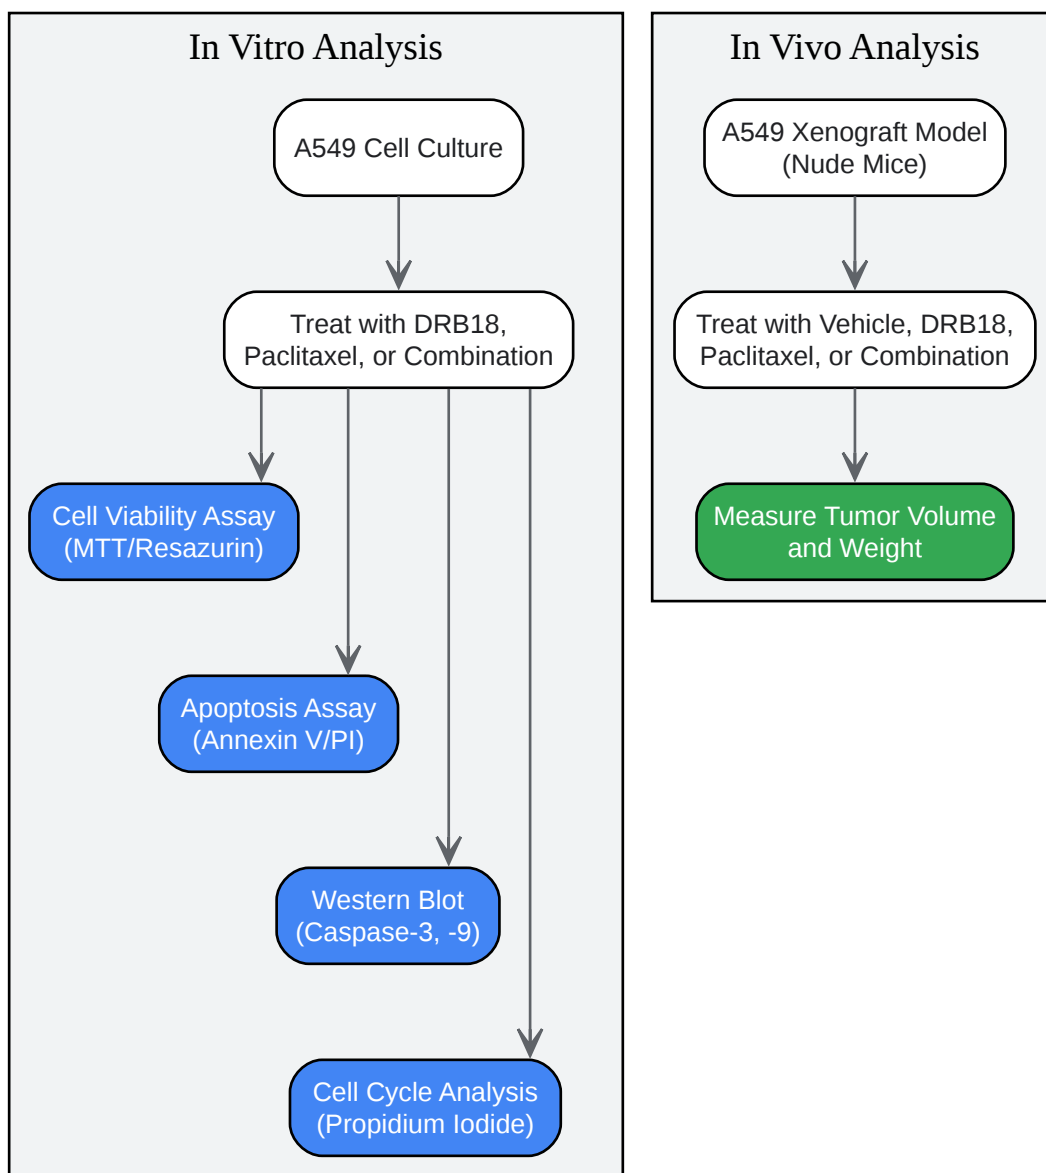 In Vitro Analysis
A549 Cell Culture
Treat with DRB18,
Paclitaxel, or Combination
Cell Viability Assay
(MTT/Resazurin)
Apoptosis Assay
(Annexin V/PI)
Western Blot
(Caspase-3, -9)
Cell Cycle Analysis
(Propidium Iodide)
In Vivo Analysis
A549 Xenograft Model
(Nude Mice)
Treat with Vehicle, DRB18,
Paclitaxel, or Combination
Measure Tumor Volume
and Weight